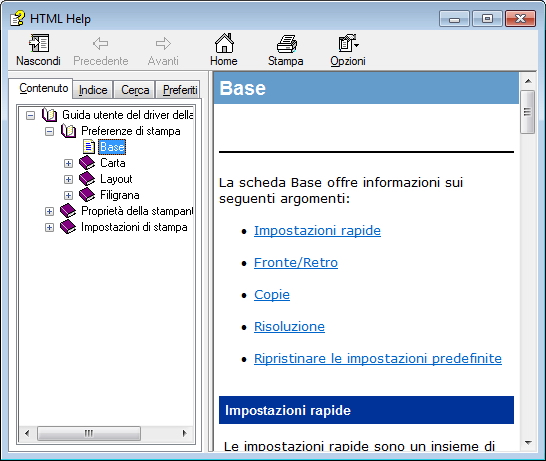 HTML Help
Nascondi Precedente Avanti Home Stampa Opzioni
Contenuto Indice Cerca Preferiti
Guida utente del driver della
Preferenze di stampa
Base
Carta
Layout
Filigrana
Proprietà della stampant
Impostazioni di stampa
Base
La scheda Base offre informazioni sui
seguenti argomenti:
• Impostazioni rapide
• Fronte/Retro
• Copie
• Risoluzione
• Ripristinare le impostazioni predefinite
Impostazioni rapide
Le impostazioni rapide sono un insieme di